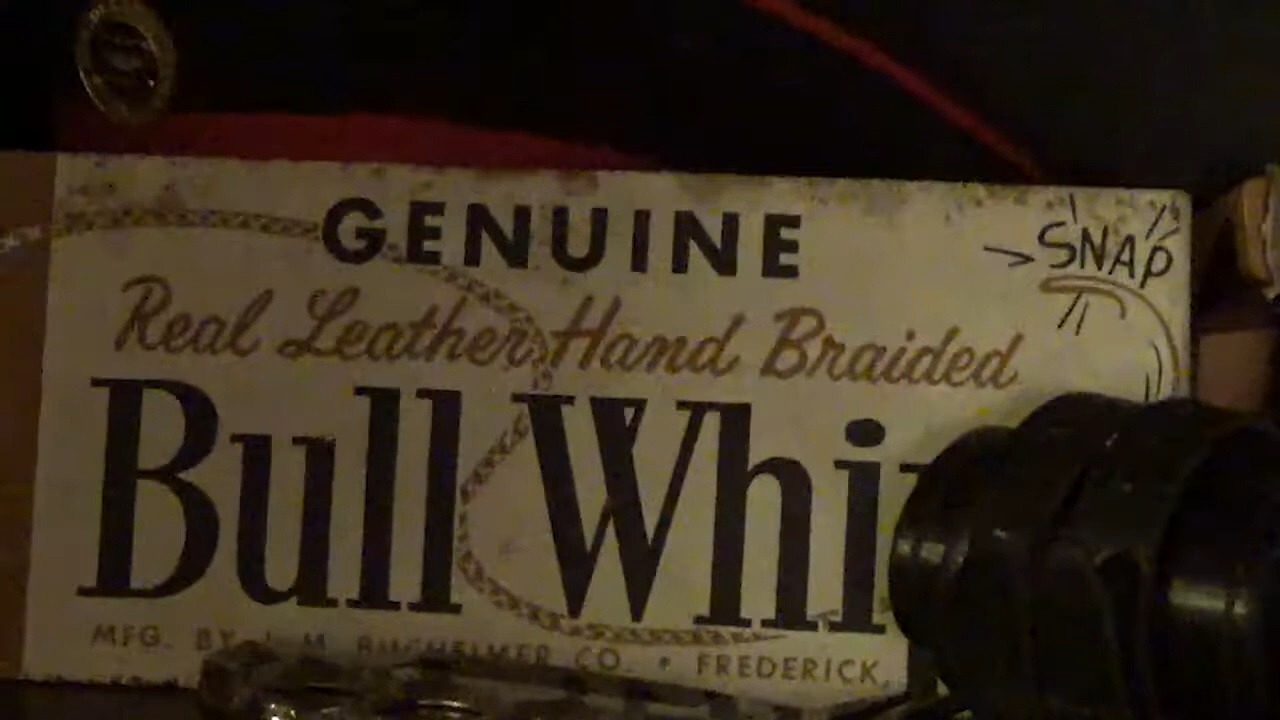 GENUINE
SNAP
Real Leather Hand Braided
Bull Whi
MFG. BY J. M. CO. • FREDERICK,